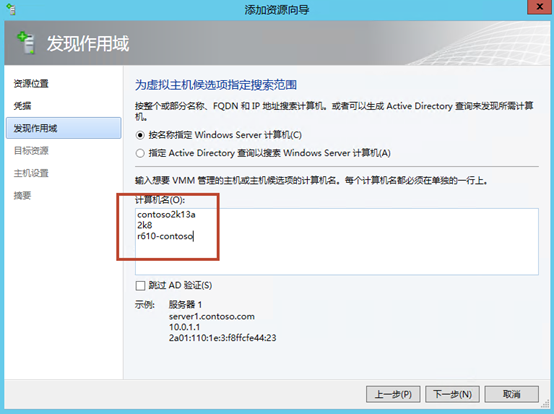 添加资源向导
发现作用域
资源位置
凭据
发现作用域
目标资源
主机设置
摘要
为虚拟主机候选项指定搜索范围
按整个或部分名称、FQDN 和 IP 地址搜索计算机。或者可以生成 Active Directory 查询来发现所需计算
机。
按名称指定 Windows Server 计算机(C)
指定 Active Directory 查询以搜索 Windows Server 计算机(A)
输入想要 VMM 管理的主机或主机候选项的计算机名。每个计算机名都必须在单独的一行上。
计算机名(O):
contoso2k13a
2k8
r610-contoso
跳过 AD 验证(S)
示例: 服务器 1
server1.contoso.com
10.0.1.1
2a01:110:1e:3:f8ffcfe44:23
上一步(P)
下一步(N)
取消